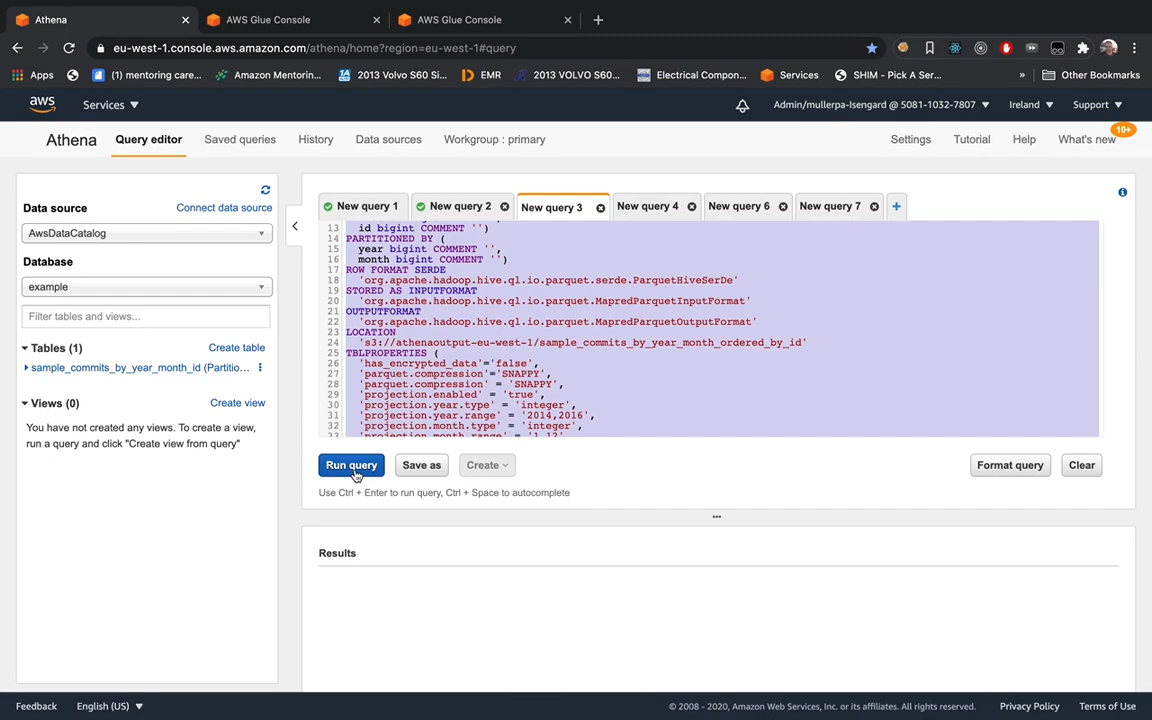 Athena
AWS Glue Console
AWS Glue Console
eu-west-1.console.aws.amazon.com/athena/home?region=eu-west-1#query
Apps
(1) mentoring care...
Amazon Mentorin...
2013 Volvo S60 Si...
EMR
2013 VOLVO S60...
Electrical Compon...
Services
SHIM - Pick A Ser...
»
Other Bookmarks
aws
Services
Admin/mullerpa-Isengard @ 5081-1032-7807
Ireland
Support
Athena
Query editor
Saved queries
History
Data sources
Workgroup : primary
Settings
Tutorial
Help
What's new
10+
Data source
Connect data source
AwsDataCatalog
Database
example
Filter tables and views...
Tables (1)
Create table
sample_commits_by_year_month_id (Partitio...
Views (0)
Create view
You have not created any views. To create a view,
run a query and click "Create view from query"
New query 1
New query 2
New query 3
New query 4
New query 6
New query 7
13 id bigint COMMENT '')
14 PARTITIONED BY (
15 year bigint COMMENT '',
16 month bigint COMMENT '')
17 ROW FORMAT SERDE
18 'org.apache.hadoop.hive.ql.io.parquet.serde.ParquetHiveSerDe'
19 STORED AS INPUTFORMAT
20 'org.apache.hadoop.hive.ql.io.parquet.MapredParquetInputFormat'
21 OUTPUTFORMAT
22 'org.apache.hadoop.hive.ql.io.parquet.MapredParquetOutputFormat'
23 LOCATION
24 's3://athenaoutput-eu-west-1/sample_commits_by_year_month_ordered_by_id'
25 TBLPROPERTIES (
26 'has_encrypted_data'='false',
27 'parquet.compression'='SNAPPY',
28 'parquet.compression' = 'SNAPPY',
29 'projection.enabled' = 'true',
30 'projection.year.type' = 'integer',
31 'projection.year.range' = '2014,2016',
32 'projection.month.type' = 'integer',
33 'projection.month.range' = '1,12'
Run query
Save as
Create
Format query
Clear
Use Ctrl + Enter to run query, Ctrl + Space to autocomplete
Results
Feedback
English (US)
© 2008 - 2020, Amazon Web Services, Inc. or its affiliates. All rights reserved.
Privacy Policy
Terms of Use